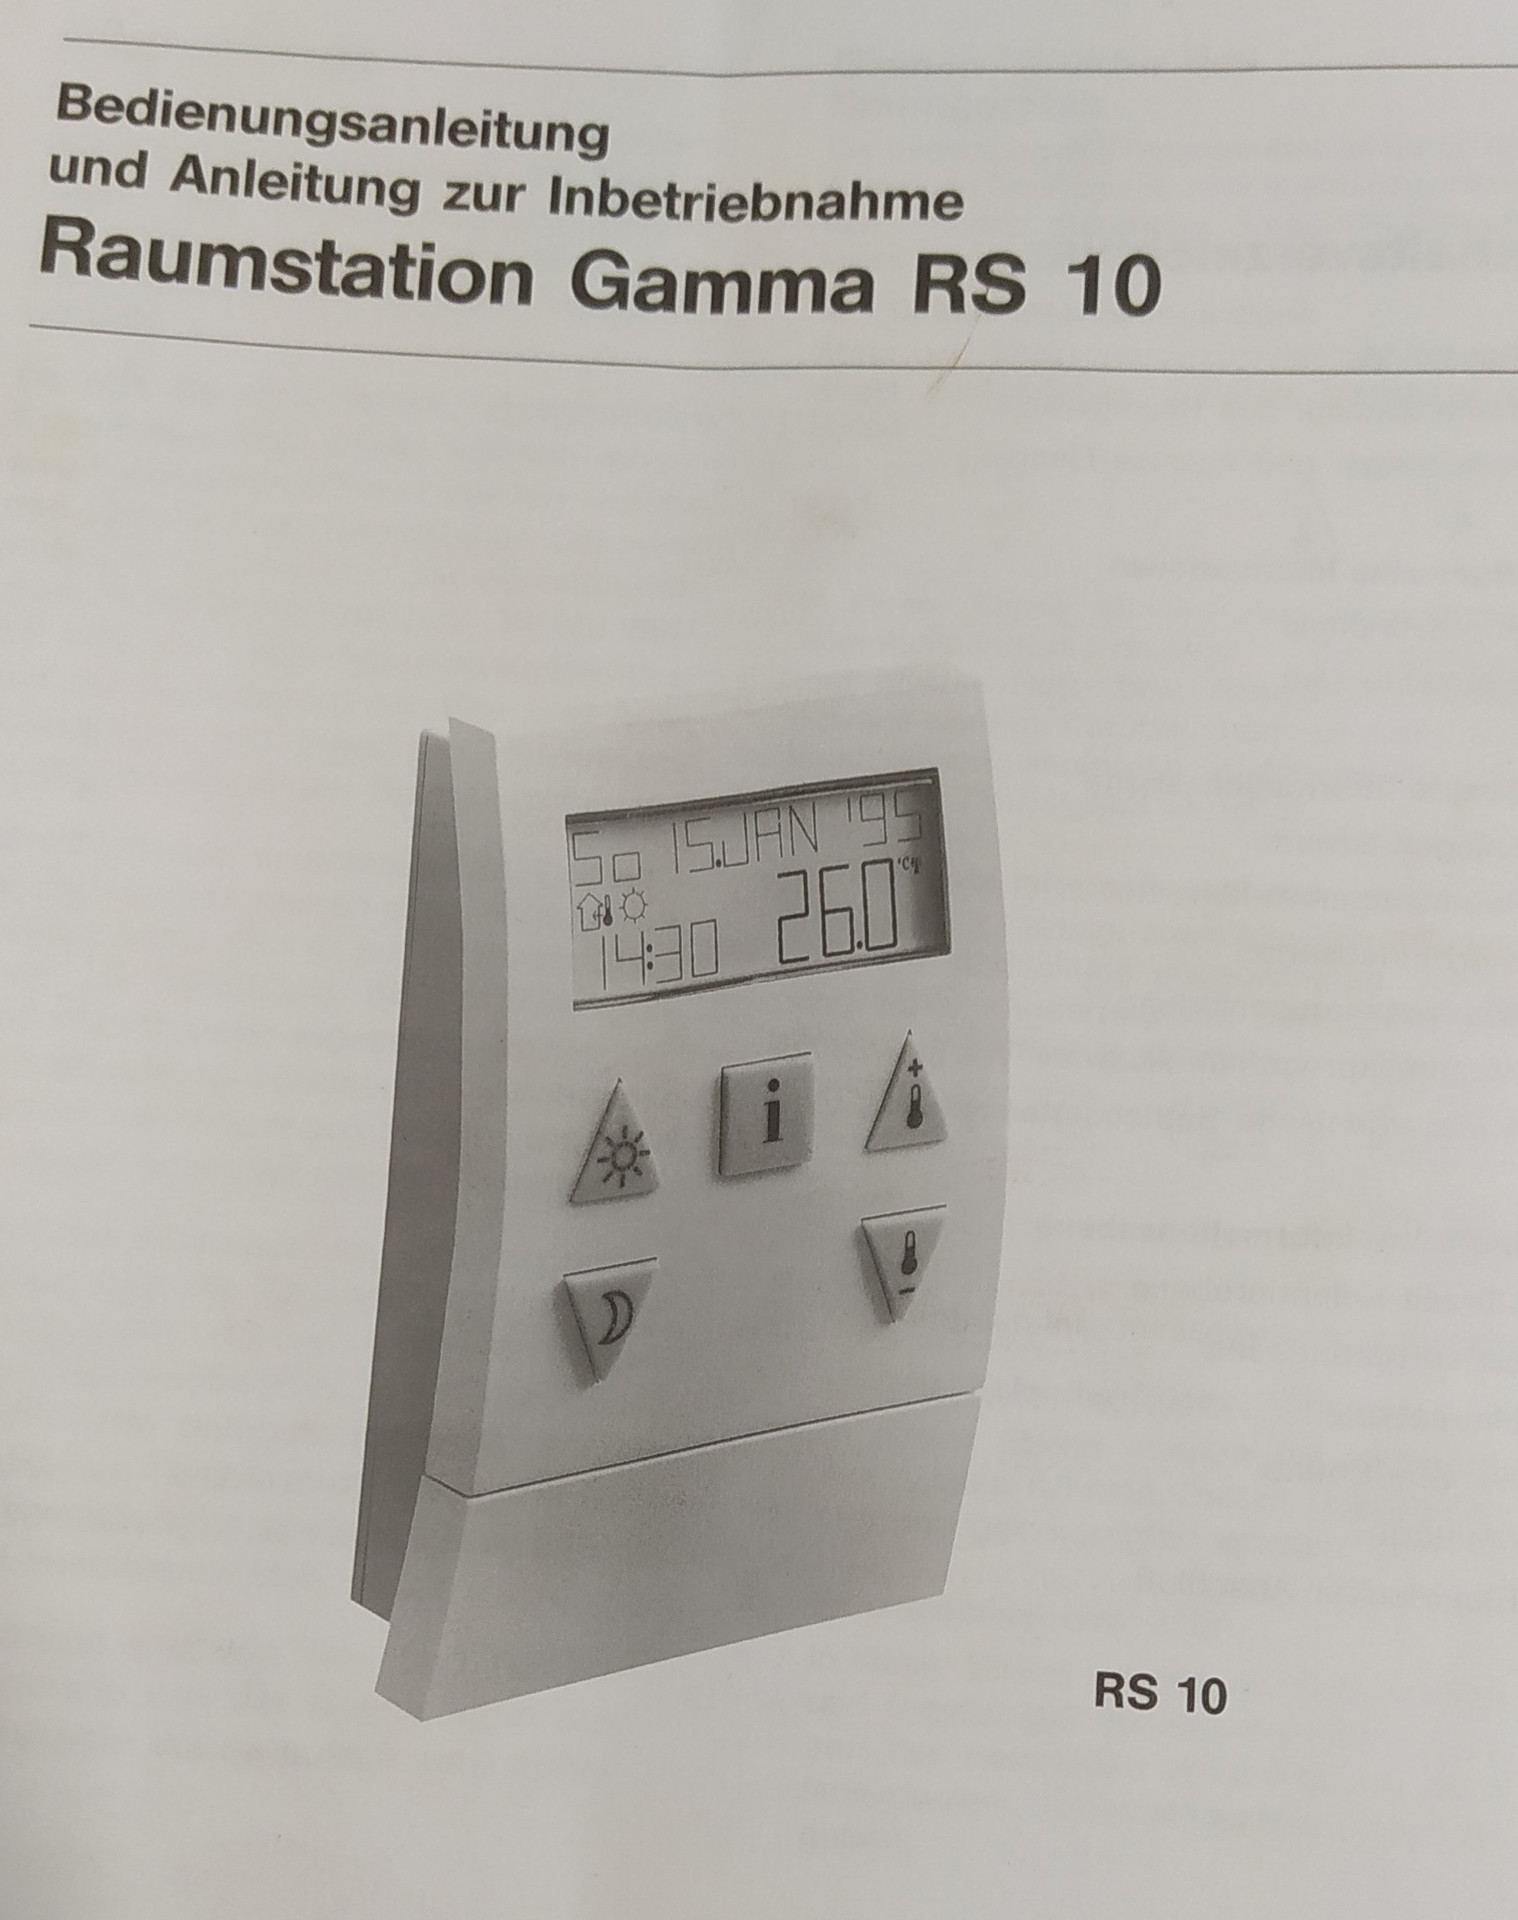 Bedienungsanleitung
und Anleitung zur Inbetriebnahme
Raumstation Gamma RS 10
So 15.JAN '95
26.0 °C
14:30
i
+
-
RS 10